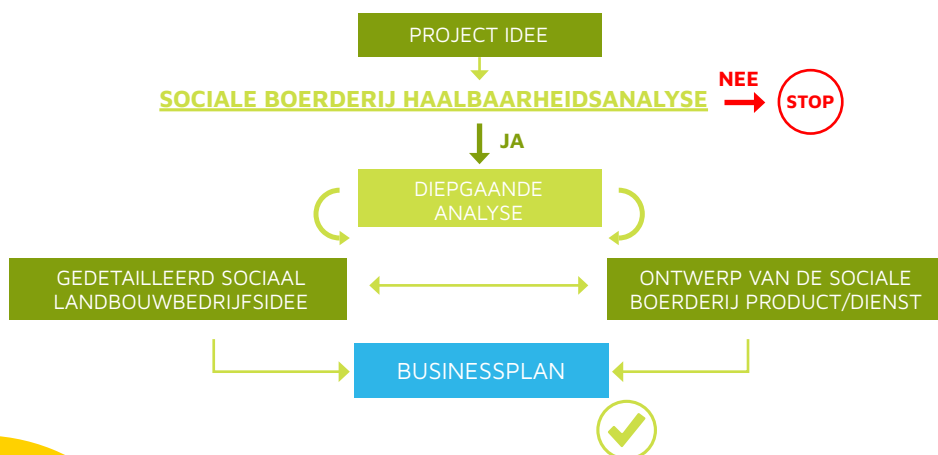 PROJECT IDEE
SOCIALE BOERDERIJ HAALBAARHEIDSANALYSE
NEE
STOP
JA
DIEPGAANDE
ANALYSE
GEDETAILLEERD SOCIAAL
LANDBOUWBEDRIJFSIDEE
ONTWERP VAN DE SOCIALE
BOERDERIJ PRODUCT/DIENST
BUSINESSPLAN